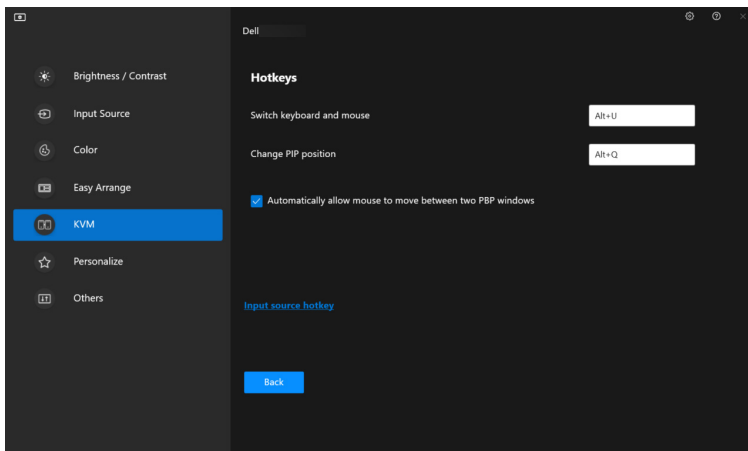 Dell
Brightness / Contrast
Input Source
Color
Easy Arrange
KVM
Personalize
Others
Hotkeys
Switch keyboard and mouse
Alt+U
Change PIP position
Alt+Q
Automatically allow mouse to move between two PBP windows
Input source hotkey
Back